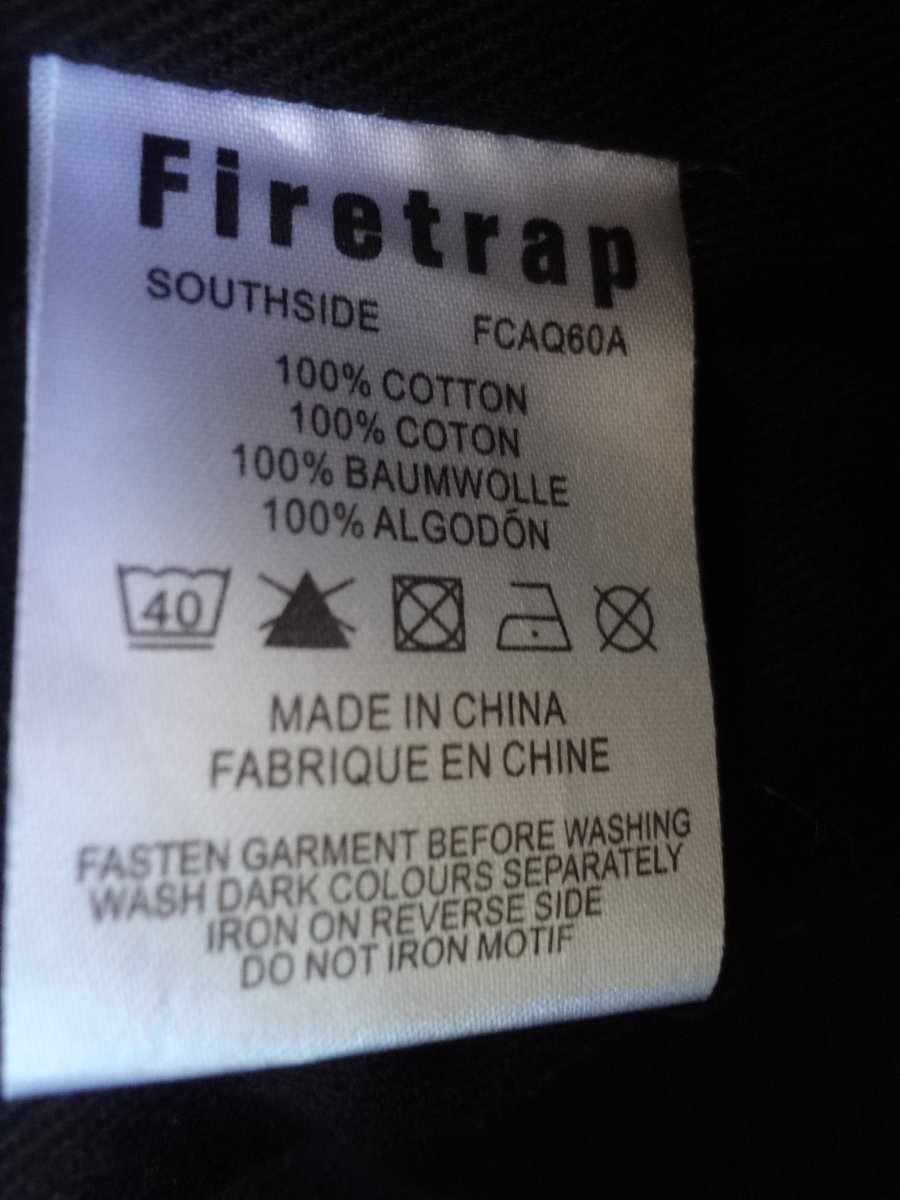 Firetrap
SOUTHSIDE FCAQ60A
100% COTTON
100% COTON
100% BAUMWOLLE
100% ALGODÓN
40
MADE IN CHINA
FABRIQUE EN CHINE
FASTEN GARMENT BEFORE WASHING
WASH DARK COLOURS SEPARATELY
IRON ON REVERSE SIDE
DO NOT IRON MOTIF